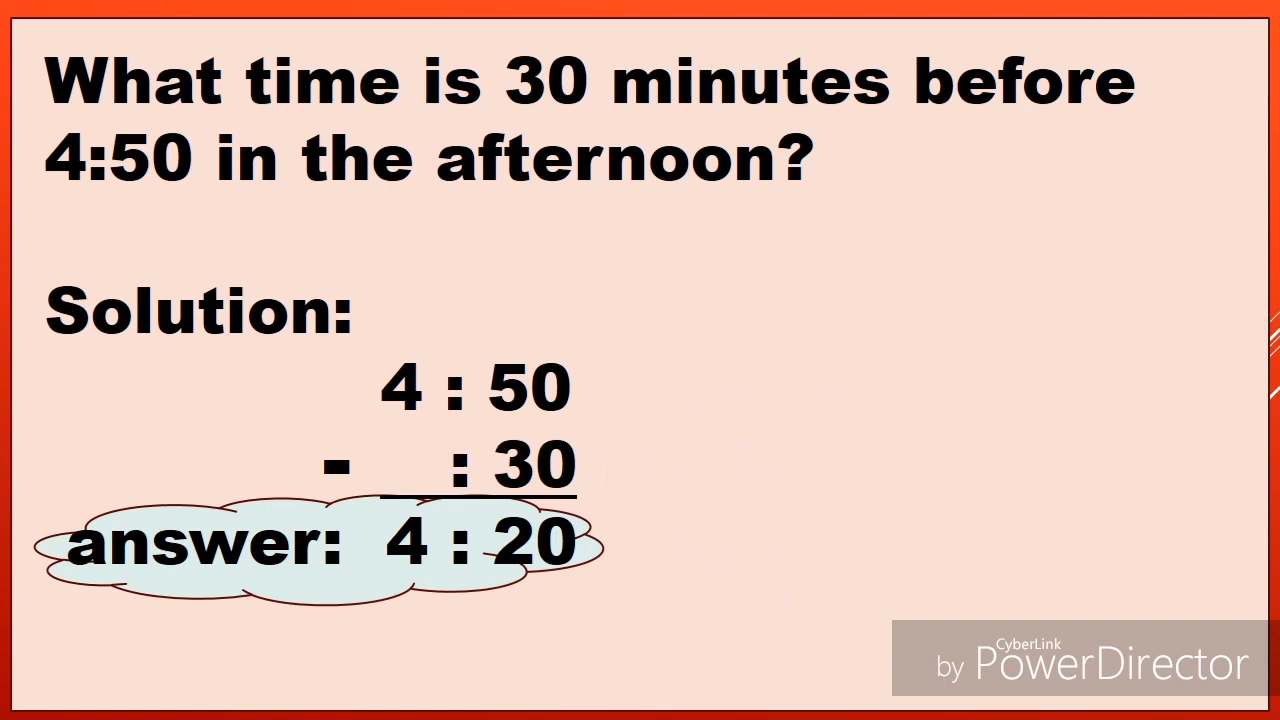 What time is 30 minutes before
4:50 in the afternoon?
Solution:
4 : 50
- : 30
answer: 4 : 20
CyberLink
by PowerDirector